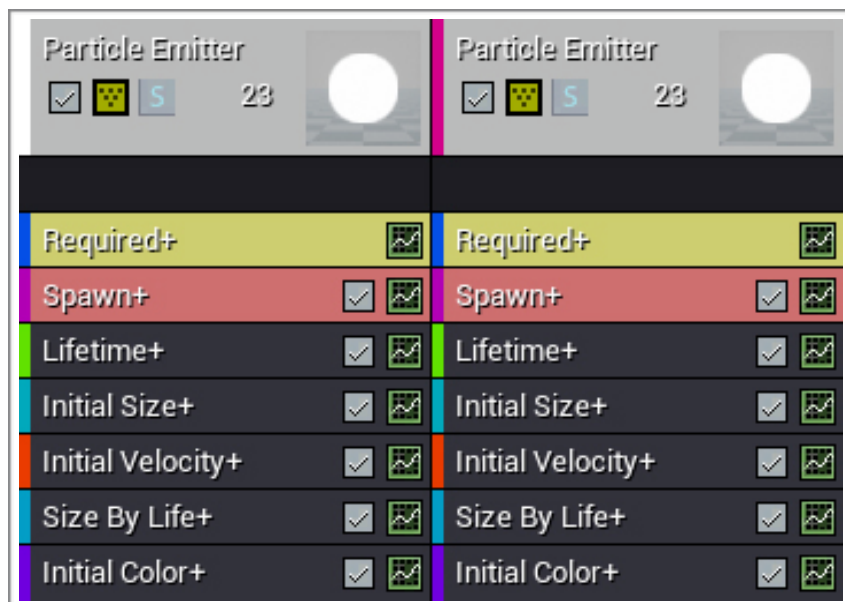 Particle Emitter
S 23
Required+
Spawn+
Lifetime+
Initial Size+
Initial Velocity+
Size By Life+
Initial Color+
Particle Emitter
S 23
Required+
Spawn+
Lifetime+
Initial Size+
Initial Velocity+
Size By Life+
Initial Color+